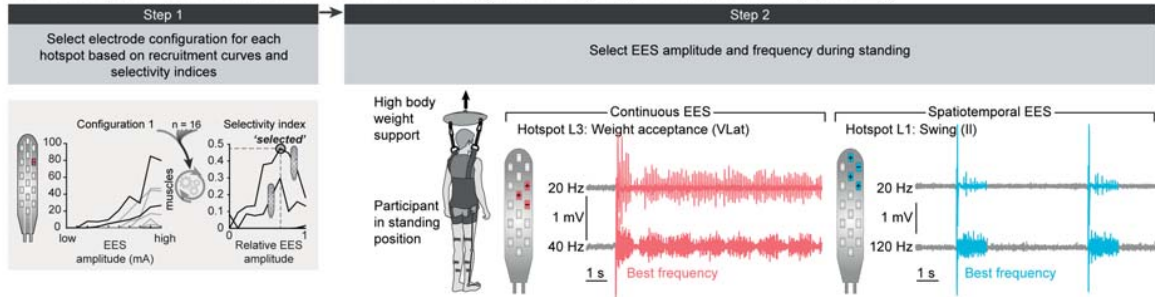 Step 1
Select electrode configuration for each
hotspot based on recruitment curves and
selectivity indices
Configuration 1
n = 16
100
80
60
40
20
0
low
high
EES
amplitude (mA)
muscles
Selectivity index
'selected'
0.5
0.4
0.2
0.1
0
0
1
Relative EES
amplitude
Step 2
Select EES amplitude and frequency during standing
High body
weight
support
Participant
in standing
position
Continuous EES
Hotspot L3: Weight acceptance (VLat)
20 Hz
1 mV
40 Hz
1 s
Best frequency
Spatiotemporal EES
Hotspot L1: Swing (Il)
20 Hz
1 mV
120 Hz
1 s
Best frequency